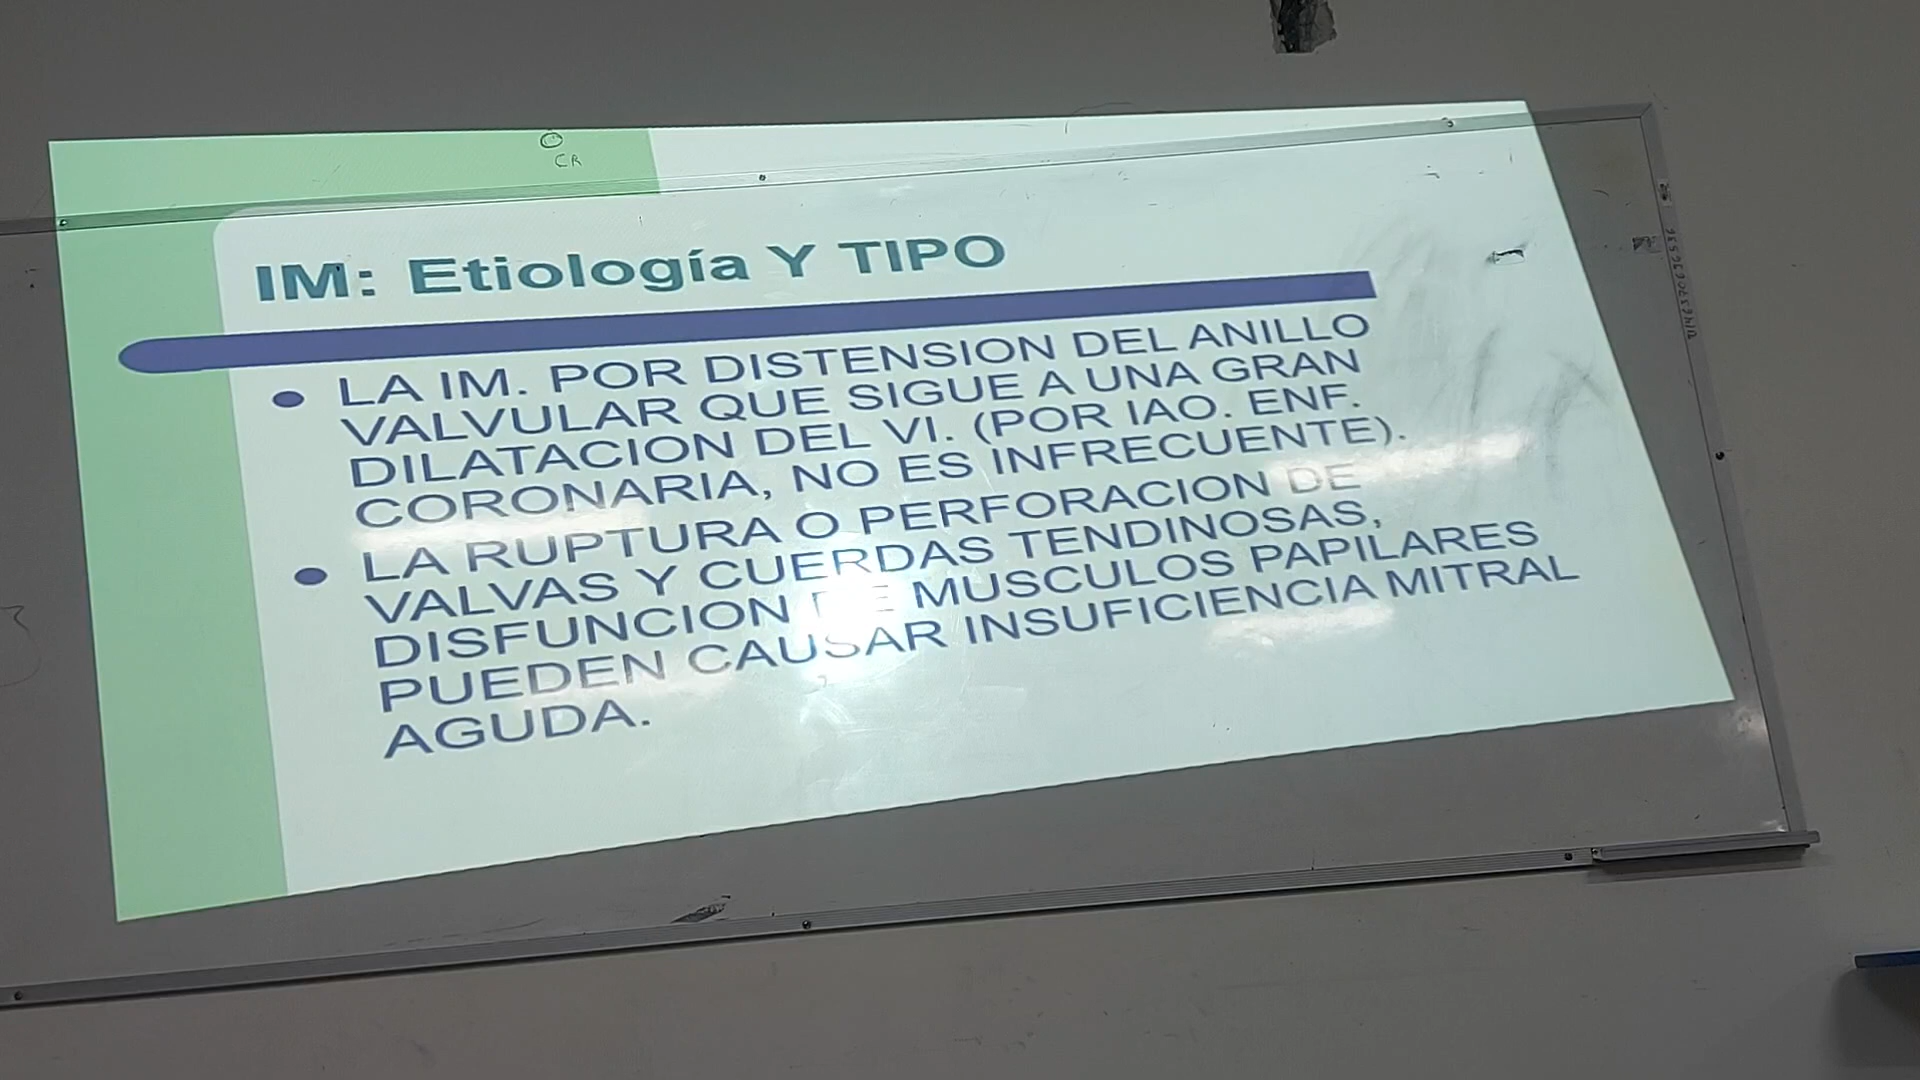 CR
IM: Etiología Y TIPO
LA IM. POR DISTENSION DEL ANILLO
VALVULAR QUE SIGUE A UNA GRAN
DILATACION DEL VI. (POR IAO. ENF.
CORONARIA, NO ES INFRECUENTE).
LA RUPTURA O PERFORACION DE
VALVAS Y CUERDAS TENDINOSAS,
DISFUNCION DE MUSCULOS PAPILARES
PUEDEN CAUSAR INSUFICIENCIA MITRAL
AGUDA.